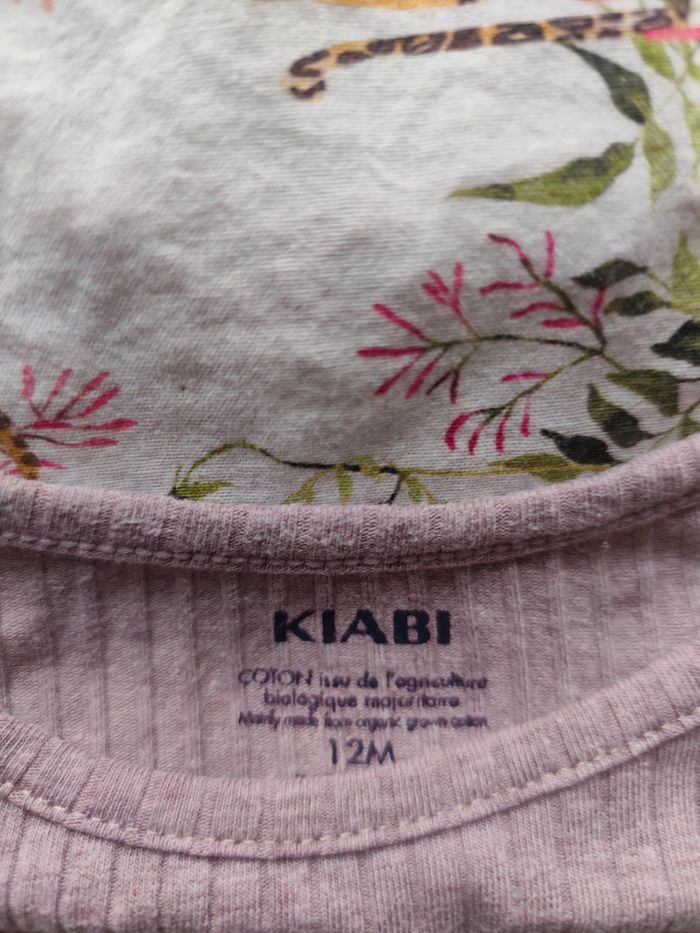 KIABI
COTON issu de l'agriculture
biologique majoritaire
Mainly made from organic grown cotton
12M